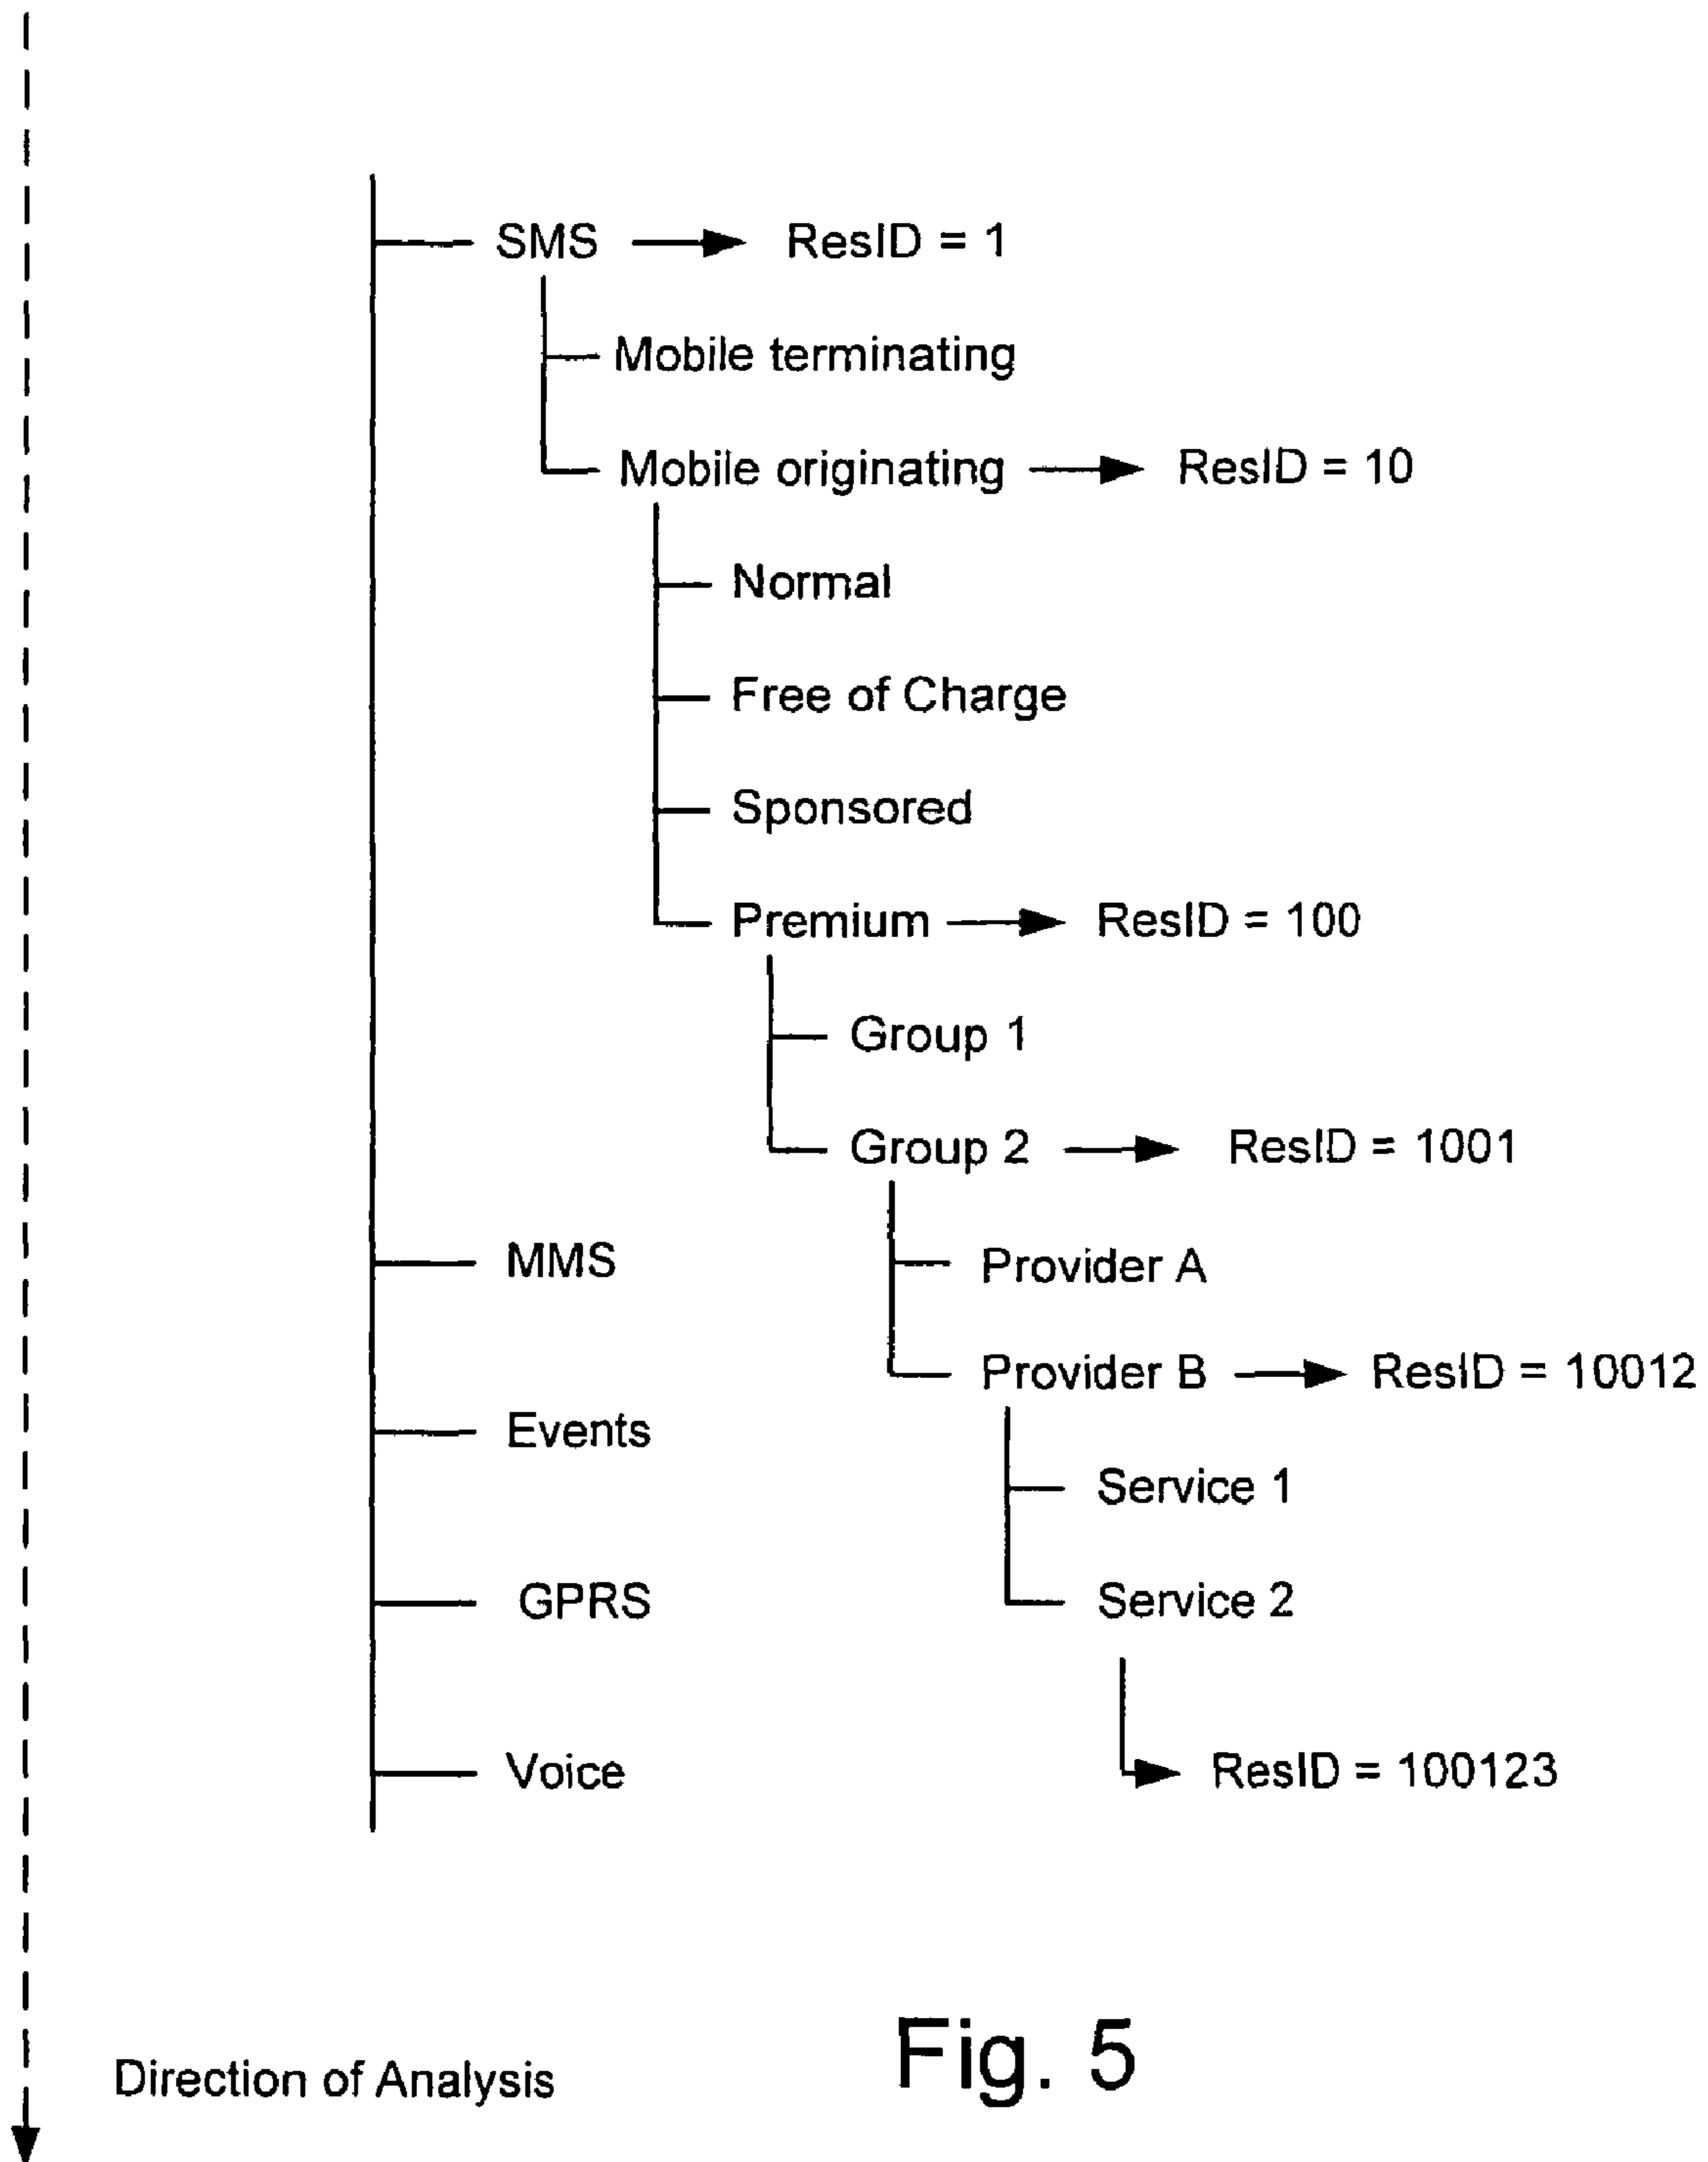 SMS → ResID = 1
Mobile terminating
Mobile originating → ResID = 10
Normal
Free of Charge
Sponsored
Premium → ResID = 100
Group 1
Group 2 → ResID = 1001
MMS
Provider A
Provider B → ResID = 10012
Events
Service 1
GPRS
Service 2
Voice
ResID = 100123
Direction of Analysis
Fig. 5